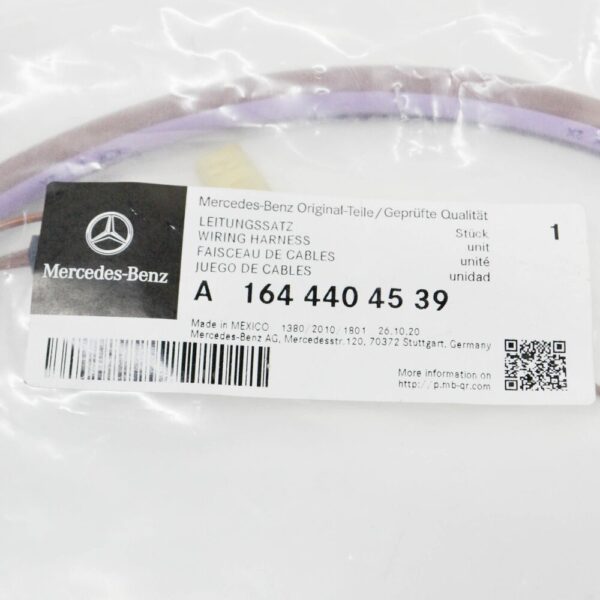 Mercedes-Benz
Mercedes-Benz Original-Teile/Geprüfte Qualität
LEITUNGSSATZ
WIRING HARNESS
FAISCEAU DE CABLES
JUEGO DE CABLES
Stück
unit
unité
unidad
1
A 164 440 45 39
Made in MEXICO 1380/2010/1801 26.10.20
Mercedes-Benz AG, Mercedesstr.120, 70372 Stuttgart, Germany
More information on
http://p.mb-qr.com